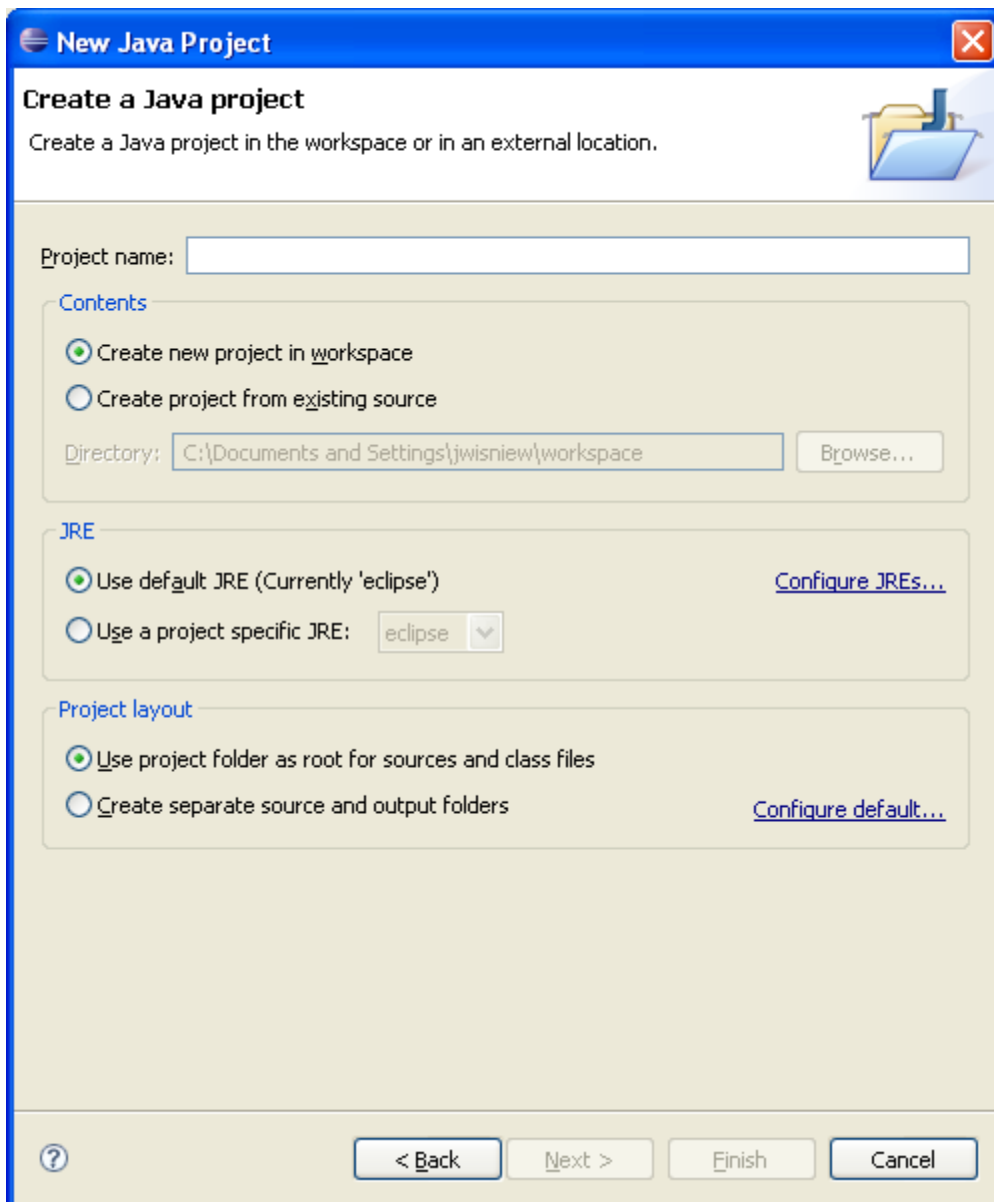 New Java Project
Create a Java project
Create a Java project in the workspace or in an external location.
Project name:
Contents
Create new project in workspace
Create project from existing source
Directory: C:\Documents and Settings\jwisniew\workspace Browse...
JRE
Use default JRE (Currently 'eclipse') Configure JREs...
Use a project specific JRE: eclipse
Project layout
Use project folder as root for sources and class files
Create separate source and output folders Configure default...
? < Back Next > Finish Cancel